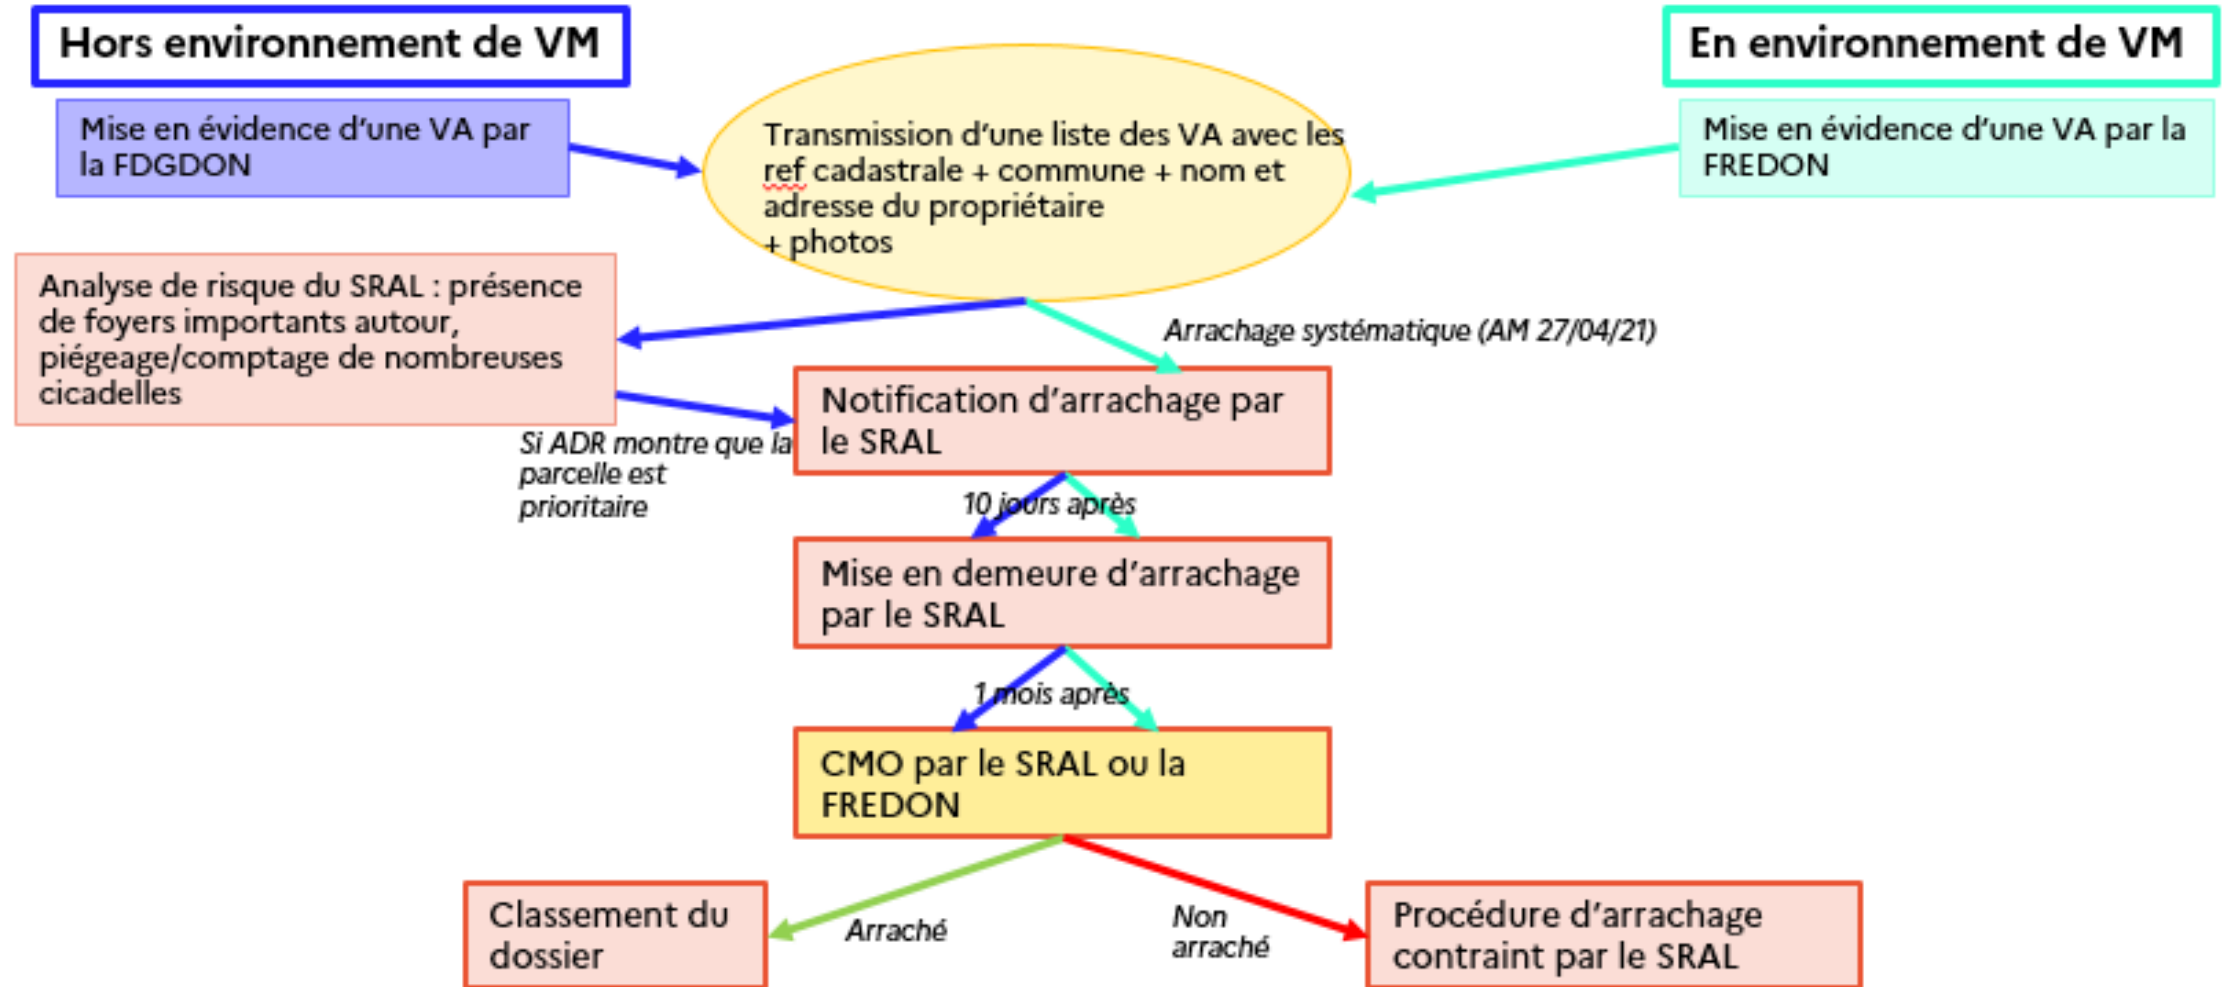 Hors environnement de VM
En environnement de VM
Mise en évidence d’une VA par
la FDGDON
Transmission d’une liste des VA avec les
ref cadastrale + commune + nom et
adresse du propriétaire
+ photos
Mise en évidence d’une VA par la
FREDON
Analyse de risque du SRAL : présence
de foyers importants autour,
piégeage/comptage de nombreuses
cicadelles
Arrachage systématique (AM 27/04/21)
Si ADR montre que la
parcelle est
prioritaire
Notification d’arrachage par
le SRAL
10 jours après
Mise en demeure d’arrachage
par le SRAL
1 mois après
CMO par le SRAL ou la
FREDON
Classement du
dossier
Arraché
Non
arraché
Procédure d’arrachage
contraint par le SRAL